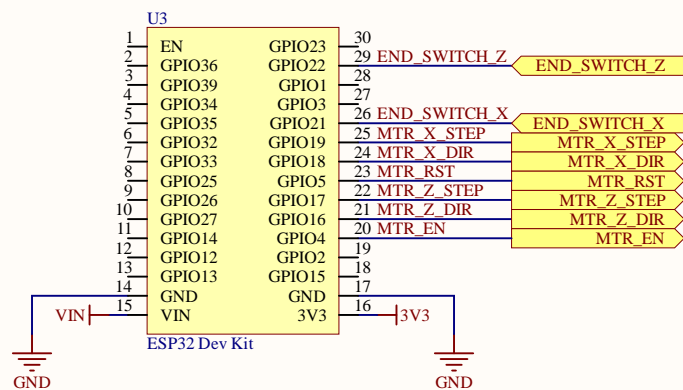 U3
1 EN GPIO23 30
2 GPIO36 GPIO22 29 END_SWITCH_Z END_SWITCH_Z
3 GPIO39 GPIO1 28
4 GPIO34 GPIO3 27
5 GPIO35 GPIO21 26 END_SWITCH_X END_SWITCH_X
6 GPIO32 GPIO19 25 MTR_X_STEP MTR_X_STEP
7 GPIO33 GPIO18 24 MTR_X_DIR MTR_X_DIR
8 GPIO25 GPIO5 23 MTR_RST MTR_RST
9 GPIO26 GPIO17 22 MTR_Z_STEP MTR_Z_STEP
10 GPIO27 GPIO16 21 MTR_Z_DIR MTR_Z_DIR
11 GPIO14 GPIO4 20 MTR_EN MTR_EN
12 GPIO12 GPIO2 19
13 GPIO13 GPIO15 18
14 GND GND 17
VIN 15 VIN 3V3 16 3V3
ESP32 Dev Kit
GND GND